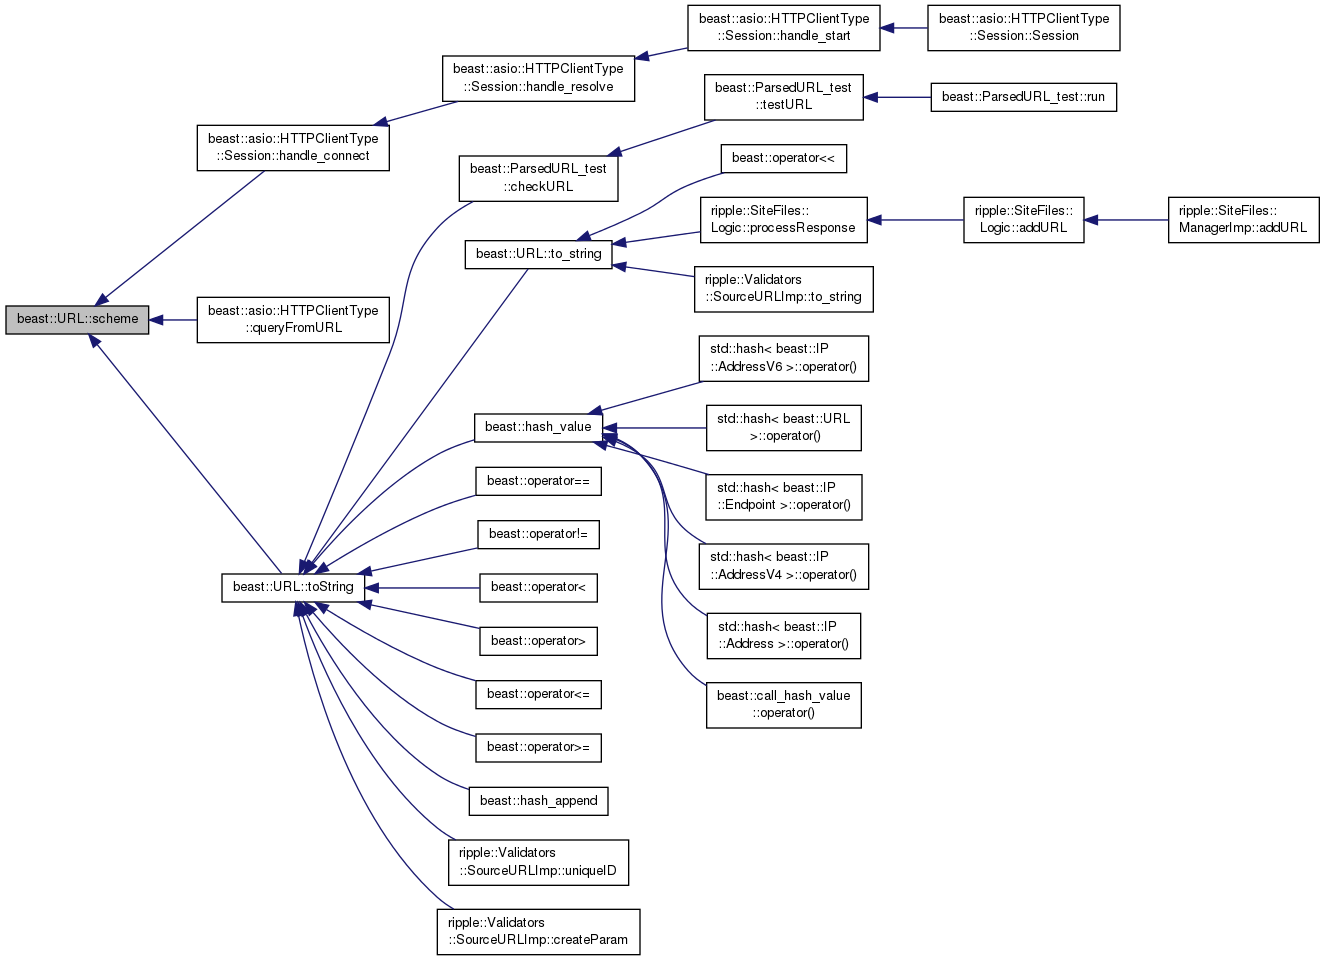 beast::URL::scheme
beast::asio::HTTPClientType
::Session::handle_connect
beast::asio::HTTPClientType
::queryFromURL
beast::URL::toString
beast::asio::HTTPClientType
::Session::handle_resolve
beast::asio::HTTPClientType
::Session::handle_start
beast::asio::HTTPClientType
::Session::Session
beast::ParsedURL_test
::checkURL
beast::ParsedURL_test
::testURL
beast::ParsedURL_test::run
beast::URL::to_string
beast::operator<<
ripple::SiteFiles::
Logic::processResponse
ripple::SiteFiles::
Logic::addURL
ripple::SiteFiles::
ManagerImp::addURL
ripple::Validators
::SourceURLImp::to_string
beast::hash_value
std::hash< beast::IP
::AddressV6 >::operator()
std::hash< beast::URL
>::operator()
std::hash< beast::IP
::Endpoint >::operator()
std::hash< beast::IP
::AddressV4 >::operator()
std::hash< beast::IP
::Address >::operator()
beast::call_hash_value
::operator()
beast::operator==
beast::operator!=
beast::operator<
beast::operator>
beast::operator<=
beast::operator>=
beast::hash_append
ripple::Validators
::SourceURLImp::uniqueID
ripple::Validators
::SourceURLImp::createParam